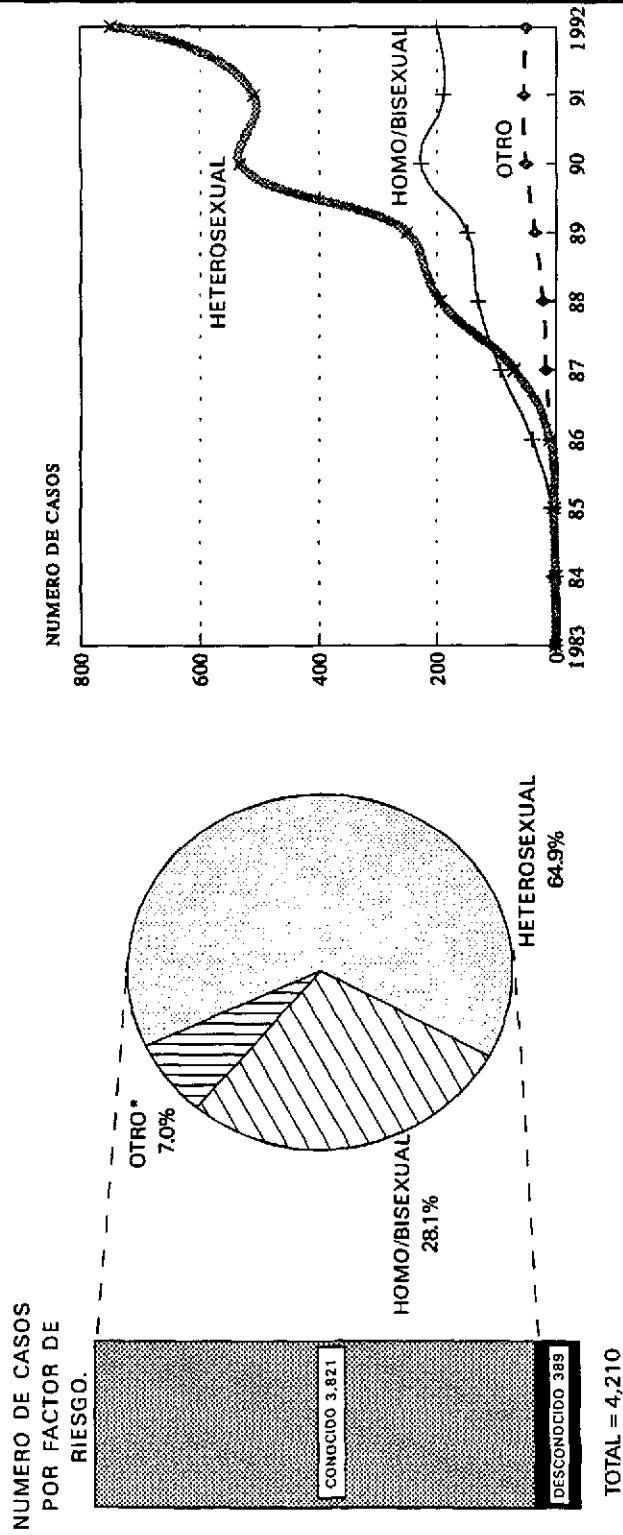 NUMERO DE CASOS
POR FACTOR DE
RIESGO.
CONOCIDO 3,821
DESCONOCIDO 389
TOTAL = 4,210
OTRO*
7.0%
HOMO/BISEXUAL
28.1%
HETEROSEXUAL
64.9%
NUMERO DE CASOS
800
600
400
200
0
HETEROSEXUAL
HOMO/BISEXUAL
OTRO
1983 84 85 86 87 88 89 90 91 1992